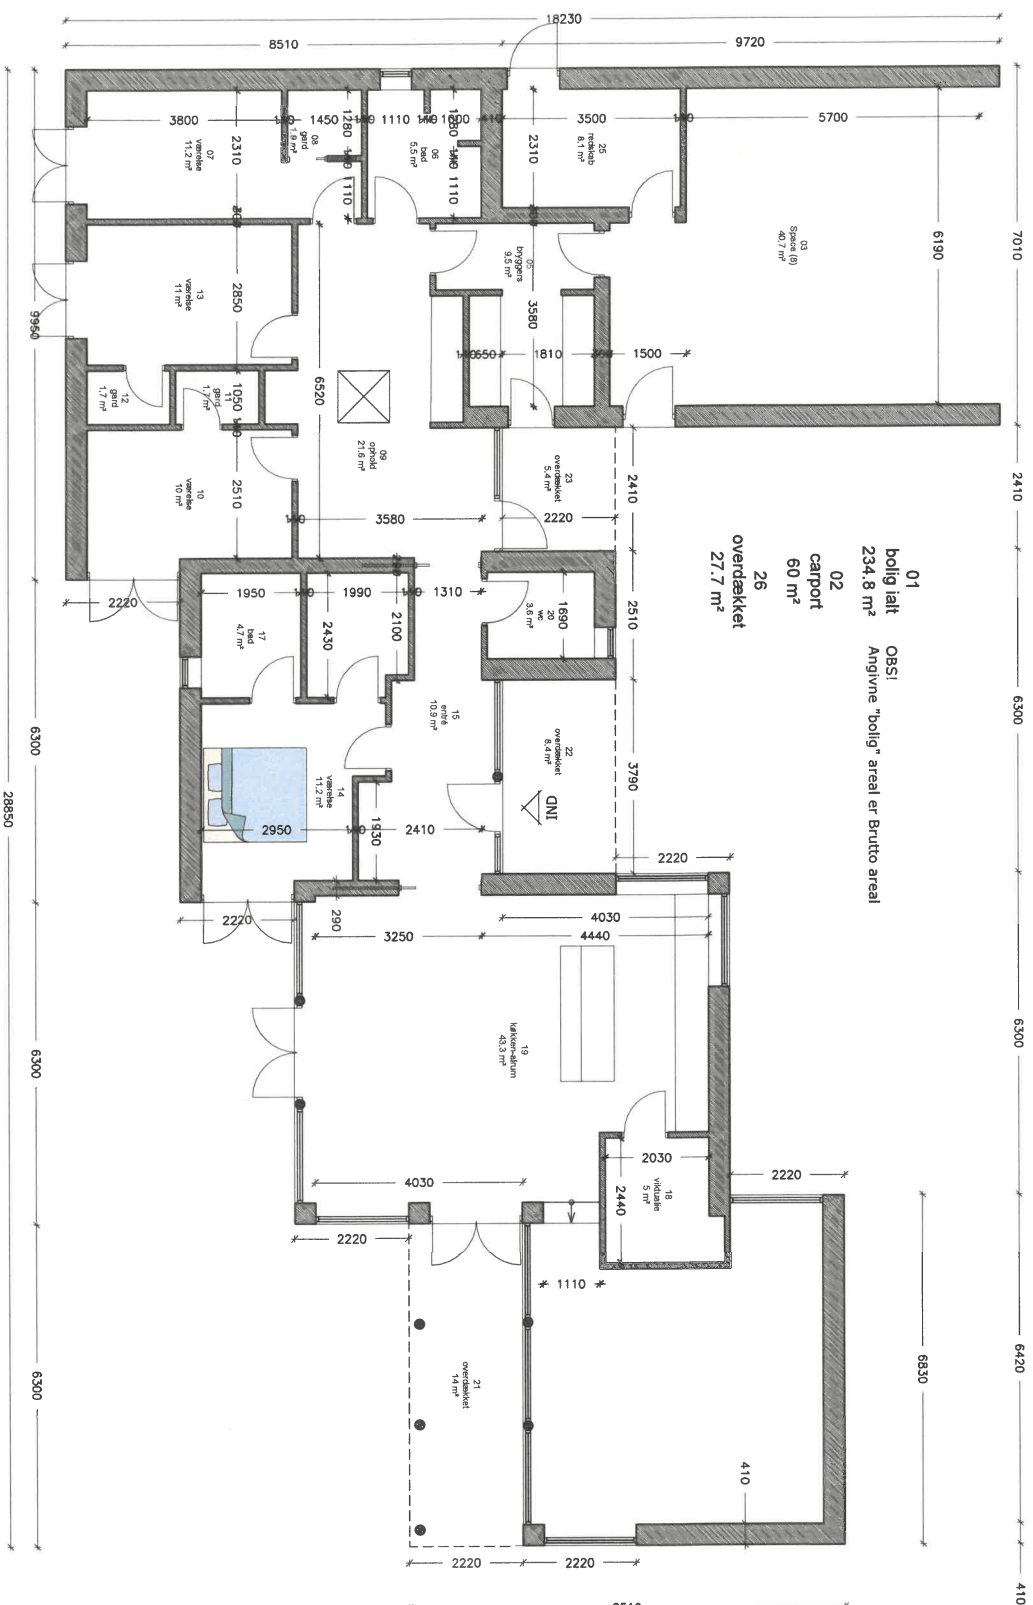 18230
8510
9720
3800
1450
1110
1600
410
3500
5700
1280
1110
2310
07
værelse
11.2 m²
08
gard
1.9 m²
06
bad
5.5 m²
1110
2310
25
redskab
8.1 m²
03
Space (8)
40.7 m²
6190
7010
05
bryggers
9.5 m²
3580
650
1810
1500
13
værelse
11 m²
2850
6520
9950
12
gard
1.7 m²
11
gard
1.7 m²
1050
09
ophold
21.6 m²
10
værelse
10 m²
2510
3580
23
overdækket
5.4 m²
2220
2410
2410
01
bolig ialt
234.8 m²
02
carport
60 m²
26
overdækket
27.7 m²
OBS!
Angivne "bolig" areal er Brutto areal
2220
1950
1990
1310
17
bad
4.7 m²
2430
2100
20
wc
3.6 m²
1690
2510
6300
15
entré
10.9 m²
22
overdækket
8.4 m²
3790
IND
14
værelse
11.2 m²
2950
1930
2410
2220
6300
28850
2220
290
4030
3250
4440
19
køkken-alrum
43.3 m²
6300
6300
2030
18
viktualie
5 m²
2440
2220
4030
2220
1110
21
overdækket
14 m²
6830
6420
6300
410
2220
2220
410